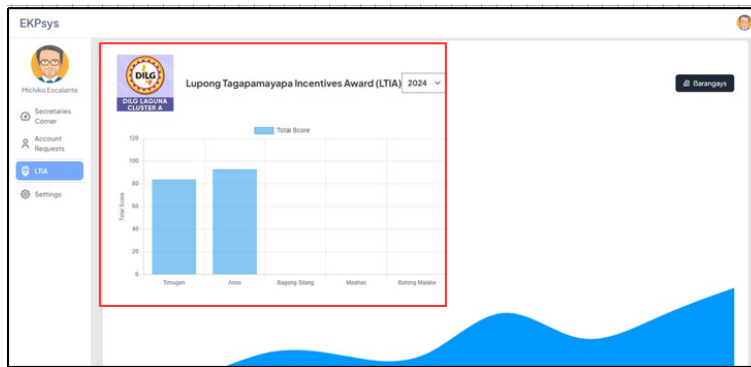 EKPsys
Michiko Escalante
Secretaries
Corner
Account
Requests
LTIA
Settings
DILG
DILG LAGUNA
CLUSTER A
Lupong Tagapamayapa Incentives Award (LTIA)
2024
Barangays
Total Score
120
100
80
60
40
20
0
Total Score
Timugan
Anos
Bagong Silang
Maahas
Batong Malake